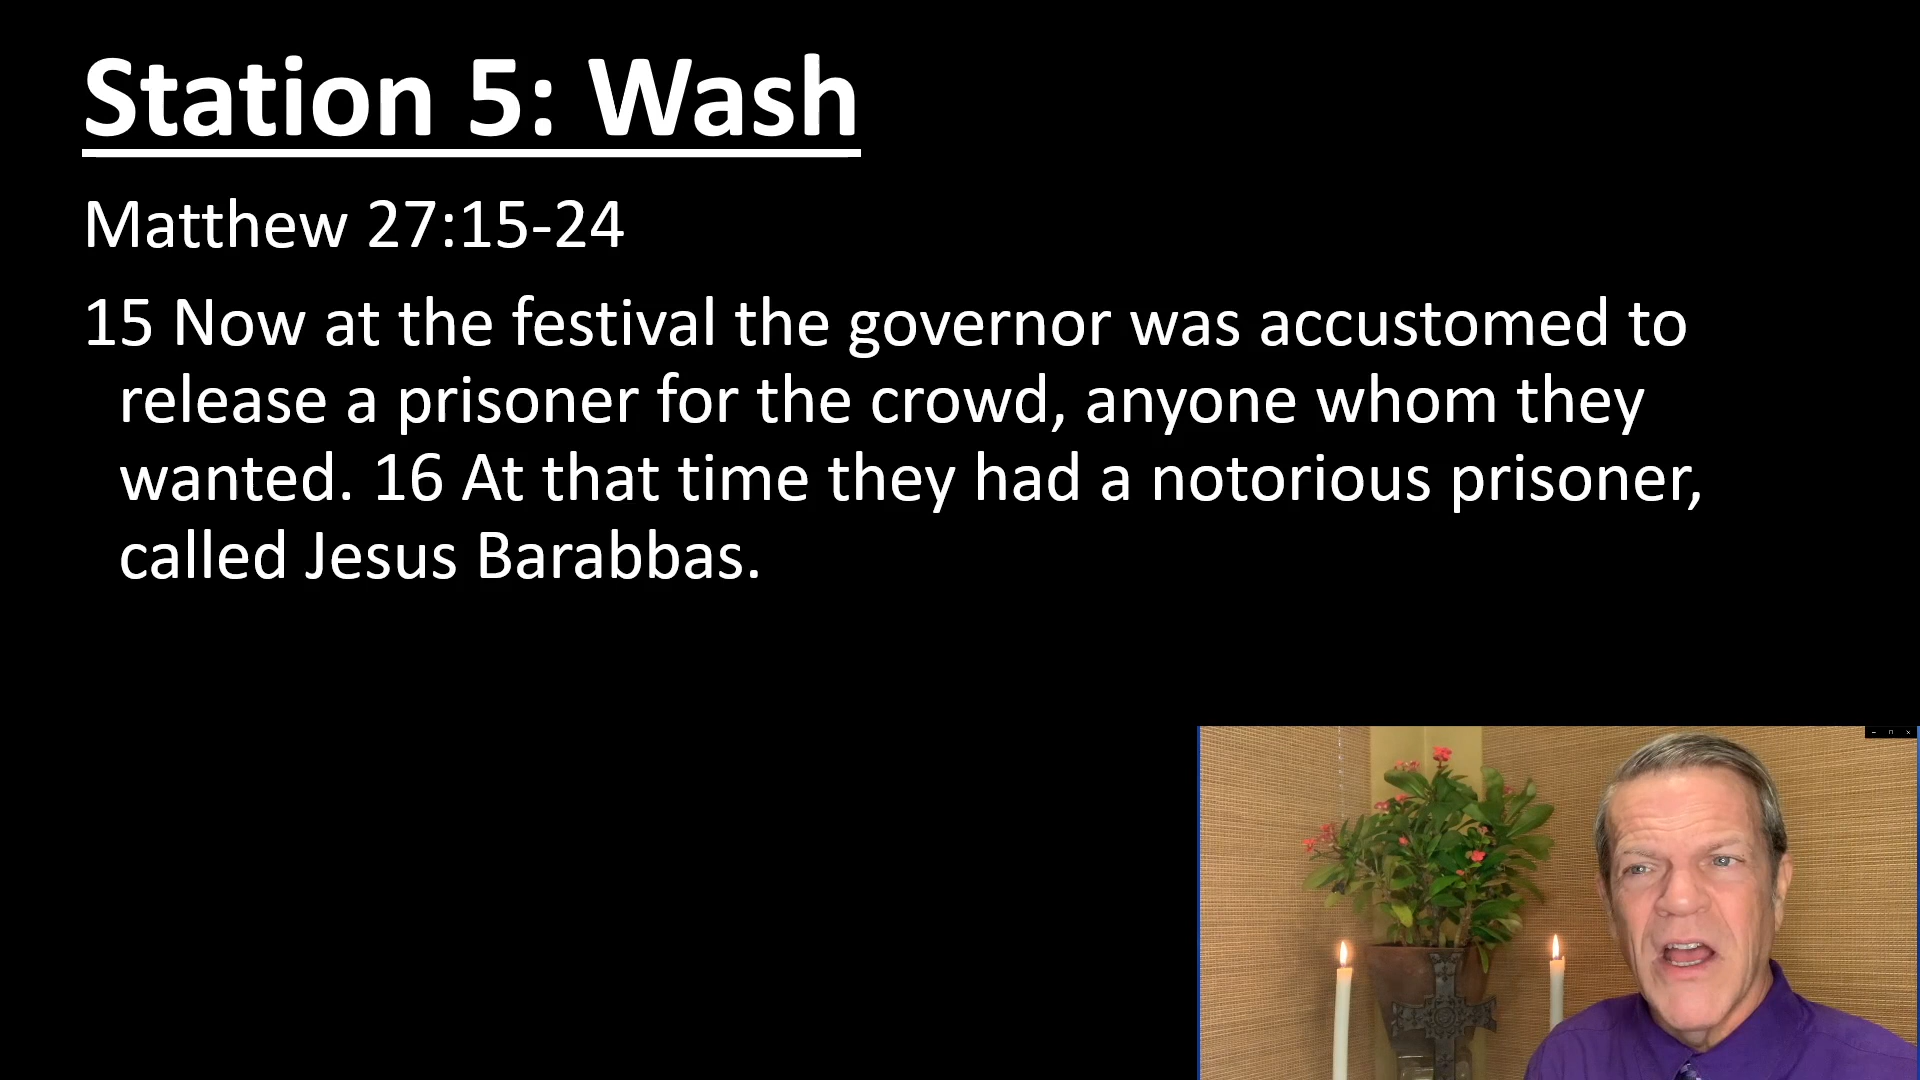 Station 5: Wash
Matthew 27:15-24
15 Now at the festival the governor was accustomed to
release a prisoner for the crowd, anyone whom they
wanted. 16 At that time they had a notorious prisoner,
called Jesus Barabbas.